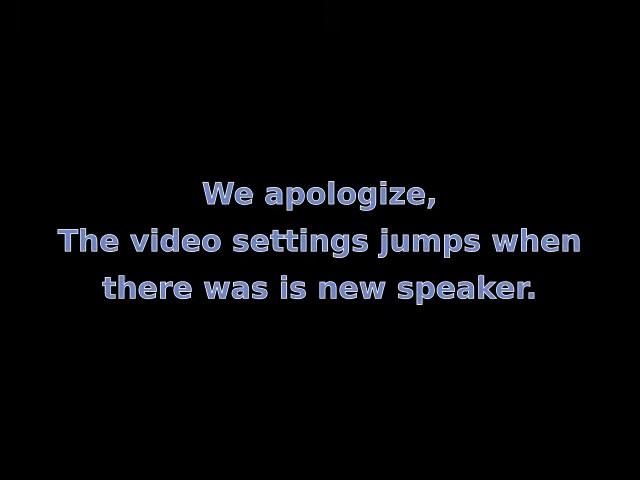 We apologize,
The video settings jumps when
there was is new speaker.